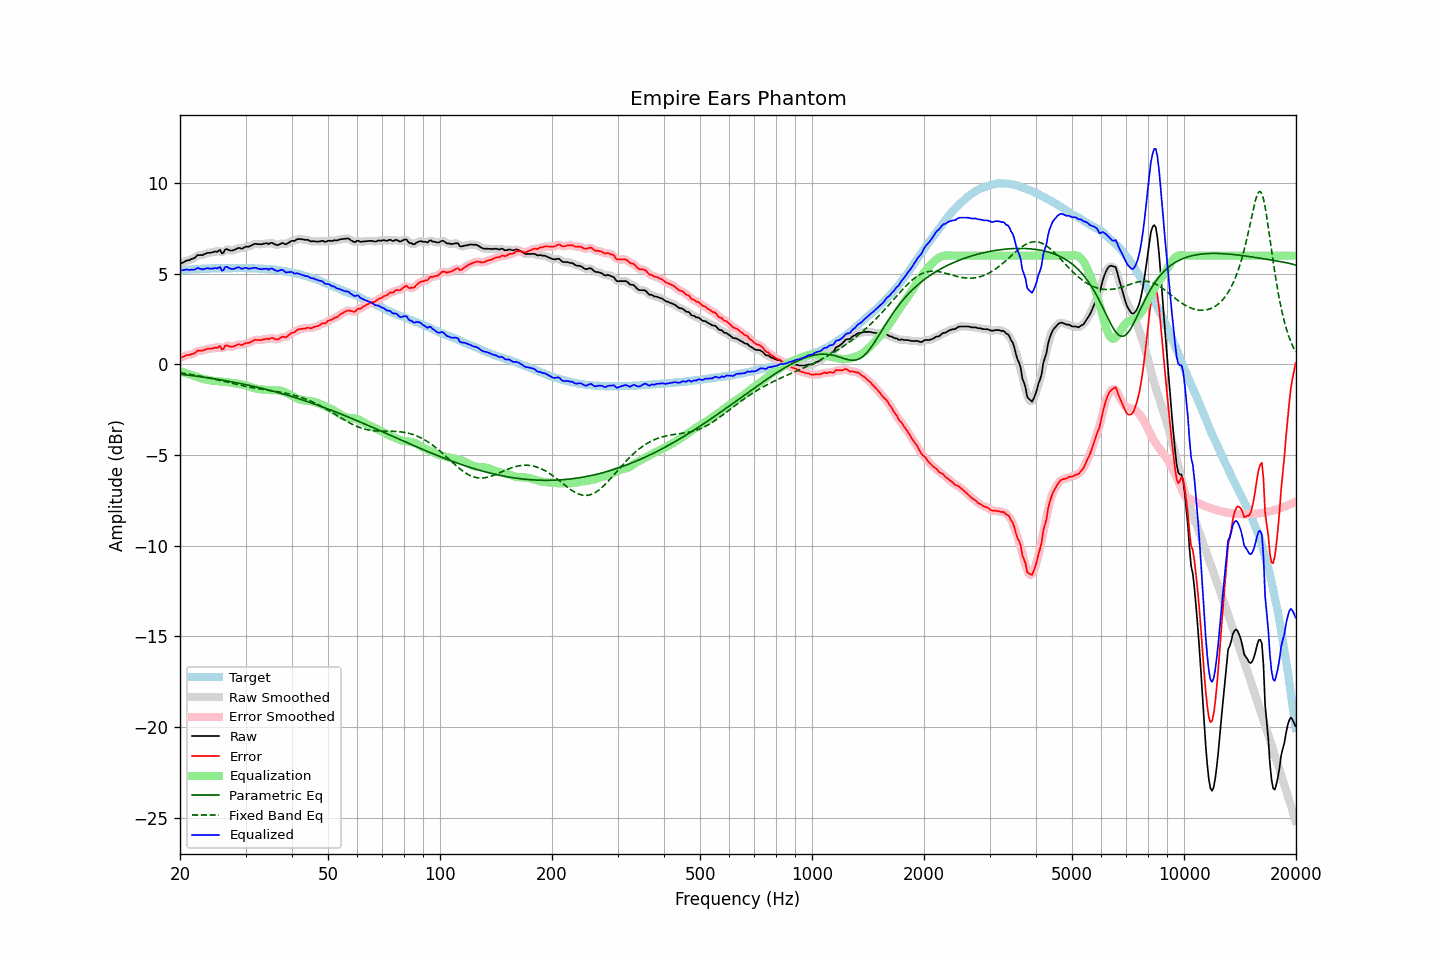 Empire Ears Phantom
Amplitude (dBr)
10
5
0
−5
−10
−15
−20
−25
Target
Raw Smoothed
Error Smoothed
Raw
Error
Equalization
Parametric Eq
Fixed Band Eq
Equalized
20 50 100 200 500 1000 2000 5000 10000 20000
Frequency (Hz)